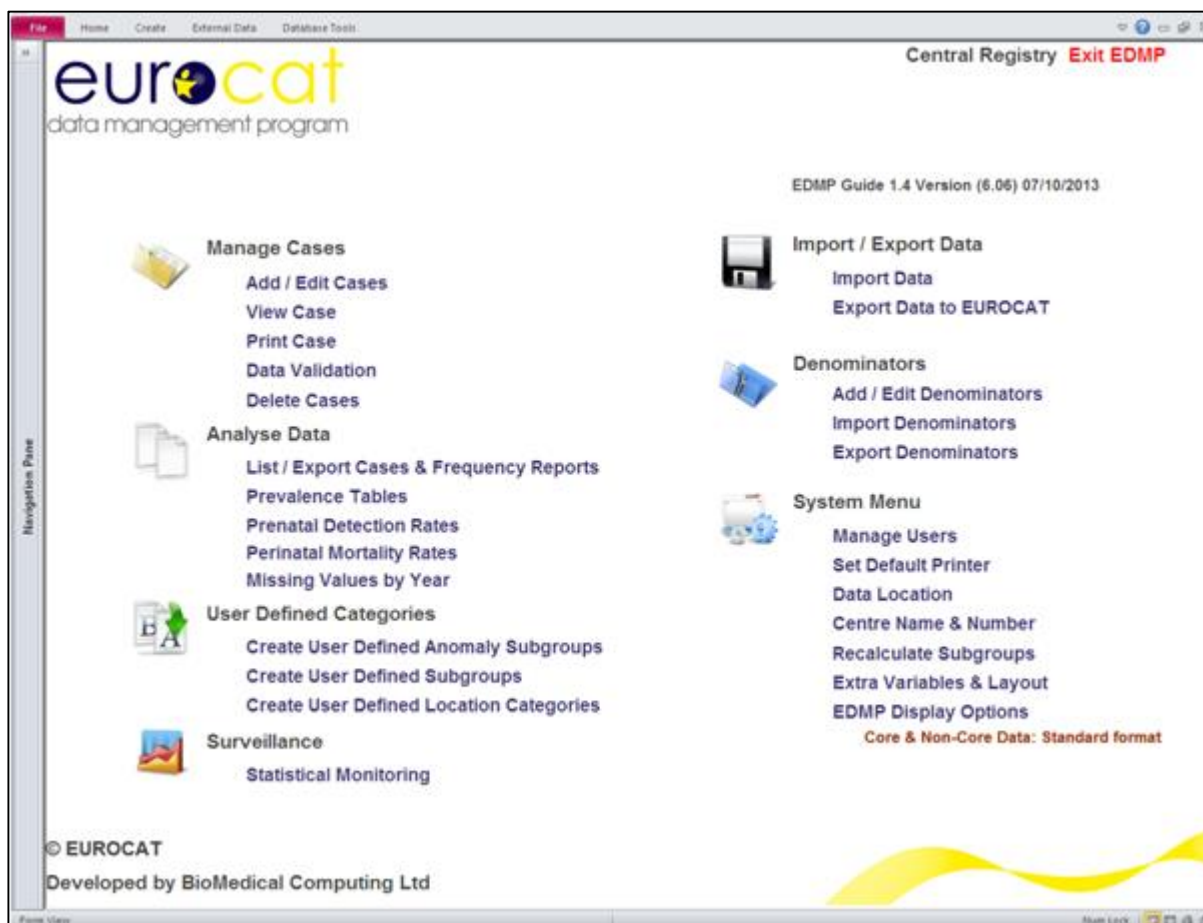 File Home Create External Data Database Tools
Central Registry Exit EDMP
eurocat
data management program
EDMP Guide 1.4 Version (6.06) 07/10/2013
Manage Cases
Add / Edit Cases
View Case
Print Case
Data Validation
Delete Cases
Analyse Data
List / Export Cases & Frequency Reports
Prevalence Tables
Prenatal Detection Rates
Perinatal Mortality Rates
Missing Values by Year
User Defined Categories
Create User Defined Anomaly Subgroups
Create User Defined Subgroups
Create User Defined Location Categories
Surveillance
Statistical Monitoring
Import / Export Data
Import Data
Export Data to EUROCAT
Denominators
Add / Edit Denominators
Import Denominators
Export Denominators
System Menu
Manage Users
Set Default Printer
Data Location
Centre Name & Number
Recalculate Subgroups
Extra Variables & Layout
EDMP Display Options
Core & Non-Core Data: Standard format
Navigation Pane
© EUROCAT
Developed by BioMedical Computing Ltd
Form View Num Lock